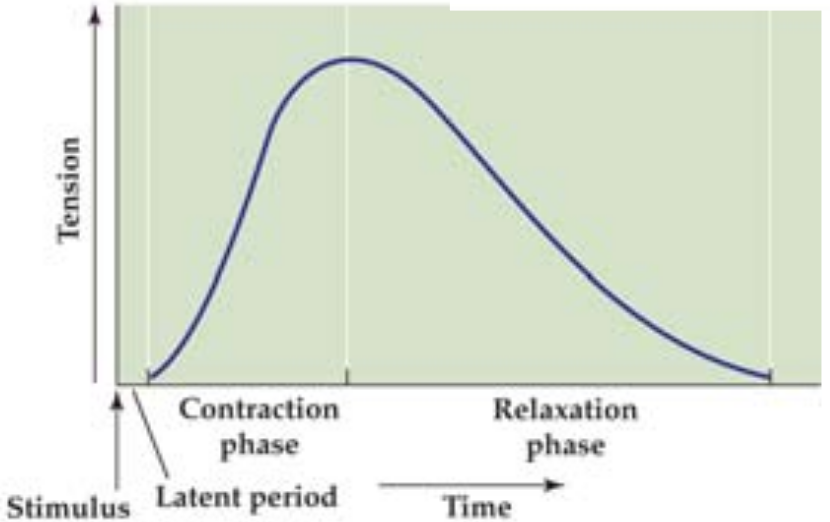 Tension
Contraction
phase
Relaxation
phase
Stimulus
Latent period
Time